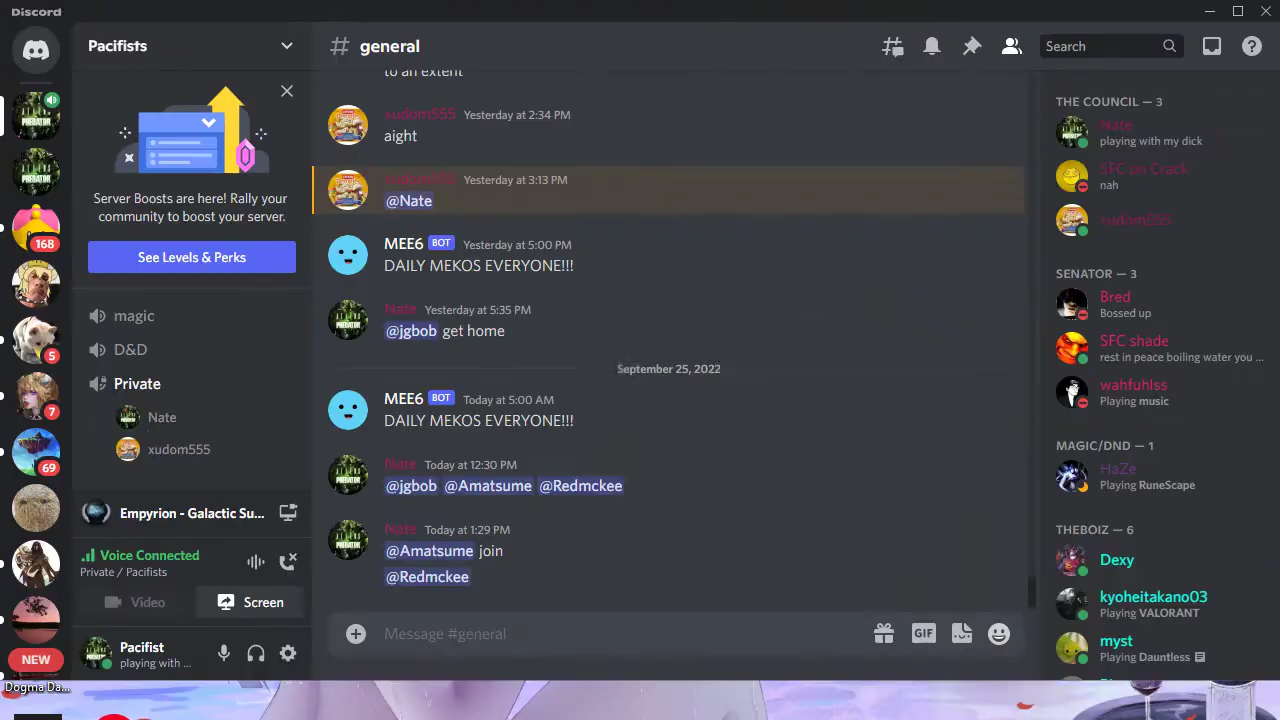 Discord
Pacifists
general
Search
168
5
7
69
NEW
Dogma Da...
Server Boosts are here! Rally your
community to boost your server.
See Levels & Perks
magic
D&D
Private
Nate
xudom555
Empyrion - Galactic Su...
Voice Connected
Private / Pacifists
Video
Screen
Pacifist
playing with ...
to an extent
xudom555 Yesterday at 2:34 PM
aight
xudom555 Yesterday at 3:13 PM
@Nate
MEE6 BOT Yesterday at 5:00 PM
DAILY MEKOS EVERYONE!!!
Nate Yesterday at 5:35 PM
@jgbob get home
September 25, 2022
MEE6 BOT Today at 5:00 AM
DAILY MEKOS EVERYONE!!!
Nate Today at 12:30 PM
@jgbob @Amatsume @Redmckee
Nate Today at 1:29 PM
@Amatsume join
@Redmckee
Message #general
GIF
THE COUNCIL — 3
Nate
playing with my dick
SFC on Crack
nah
xudom555
SENATOR — 3
Bred
Bossed up
SFC shade
rest in peace boiling water you ...
wahfuhlss
Playing music
MAGIC/DND — 1
HaZe
Playing RuneScape
THEBOIZ — 6
Dexy
kyoheitakano03
Playing VALORANT
myst
Playing Dauntless